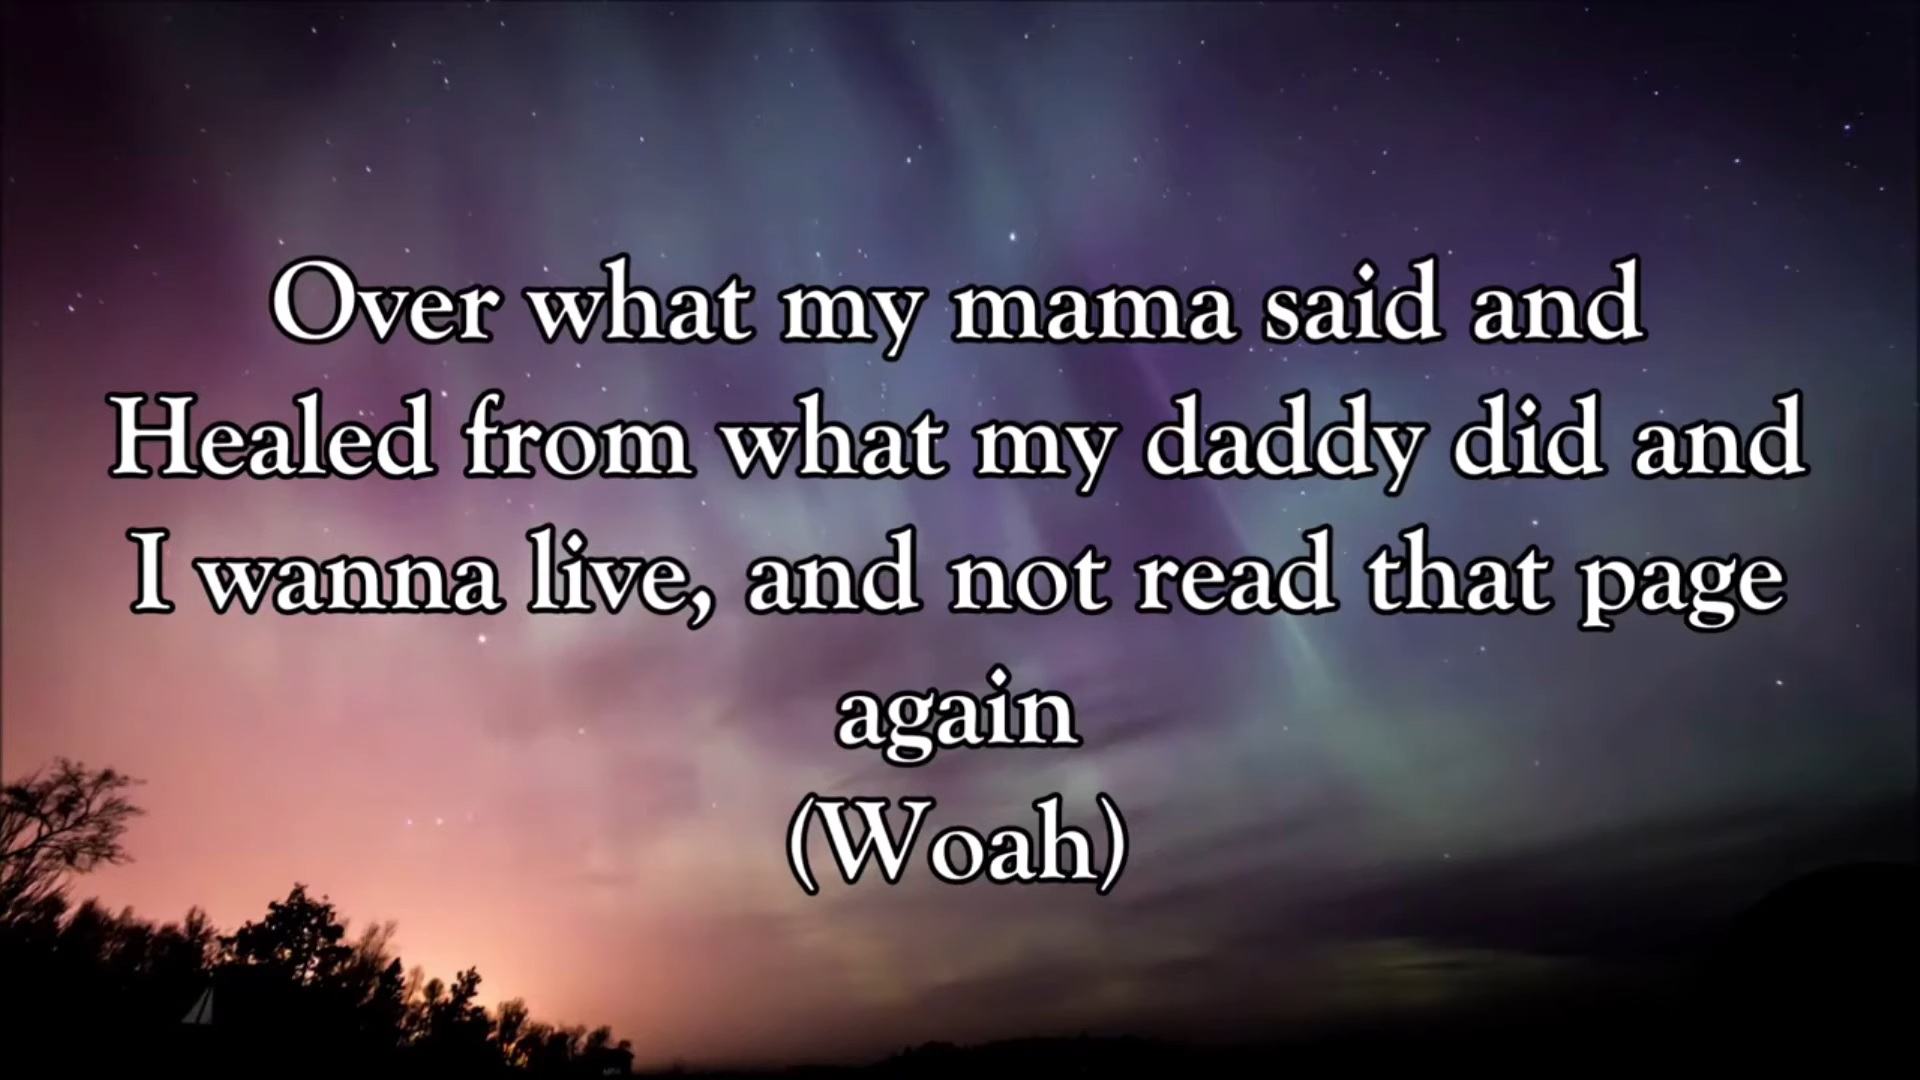 Over what my mama said and
Healed from what my daddy did and
I wanna live, and not read that page
again
(Woah)